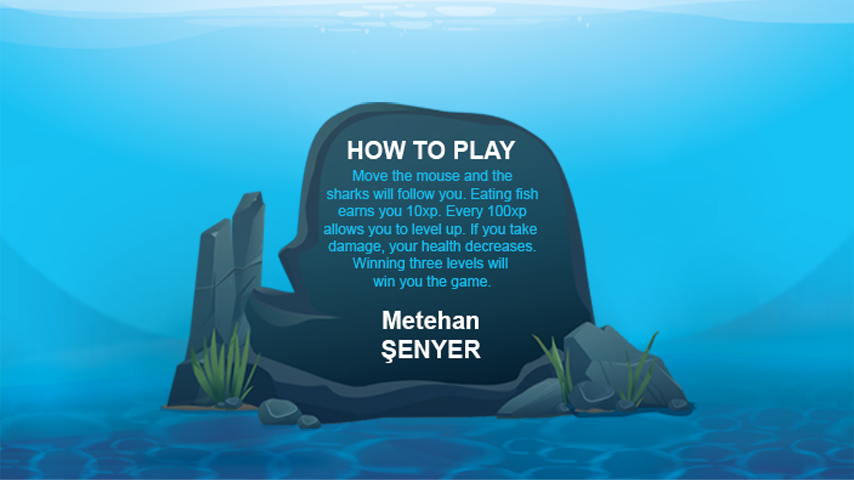 HOW TO PLAY
Move the mouse and the
sharks will follow you. Eating fish
earns you 10xp. Every 100xp
allows you to level up. If you take
damage, your health decreases.
Winning three levels will
win you the game.
Metehan
ŞENYER